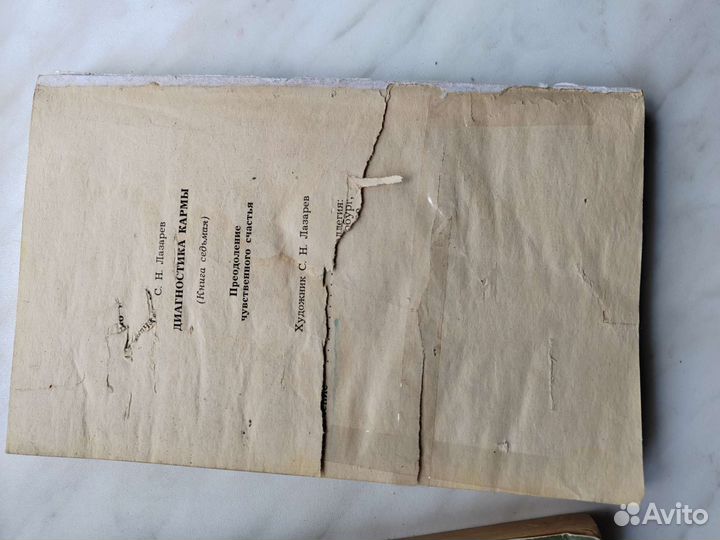 С. Н. Лазарев
ДИАГНОСТИКА КАРМЫ
(Книга седьмая)
Преодоление
чувственного счастья
Художник С. Н. Лазарев
Avito